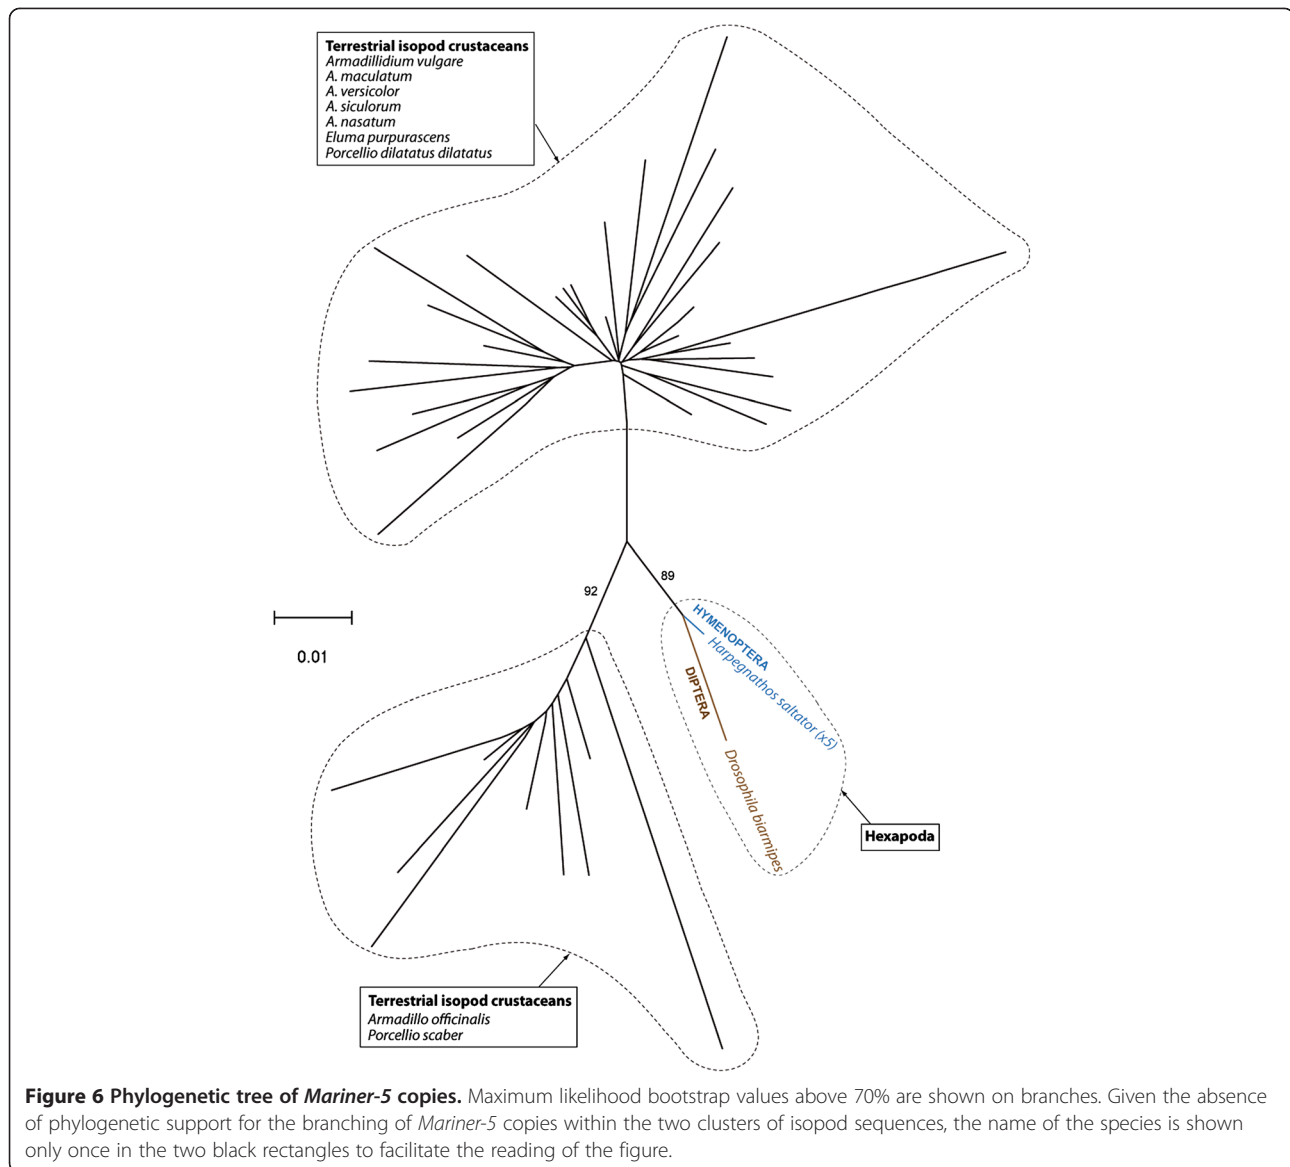 Terrestrial isopod crustaceans
Armadillidium vulgare
A. maculatum
A. versicolor
A. siculorum
A. nasatum
Eluma purpurascens
Porcellio dilatatus dilatatus
92
89
0.01
HYMENOPTERA
Harpegnathos saltator (x5)
DIPTERA
Drosophila biarmipes
Hexapoda
Terrestrial isopod crustaceans
Armadillo officinalis
Porcellio scaber
Figure 6 Phylogenetic tree of Mariner-5 copies. Maximum likelihood bootstrap values above 70% are shown on branches. Given the absence
of phylogenetic support for the branching of Mariner-5 copies within the two clusters of isopod sequences, the name of the species is shown
only once in the two black rectangles to facilitate the reading of the figure.